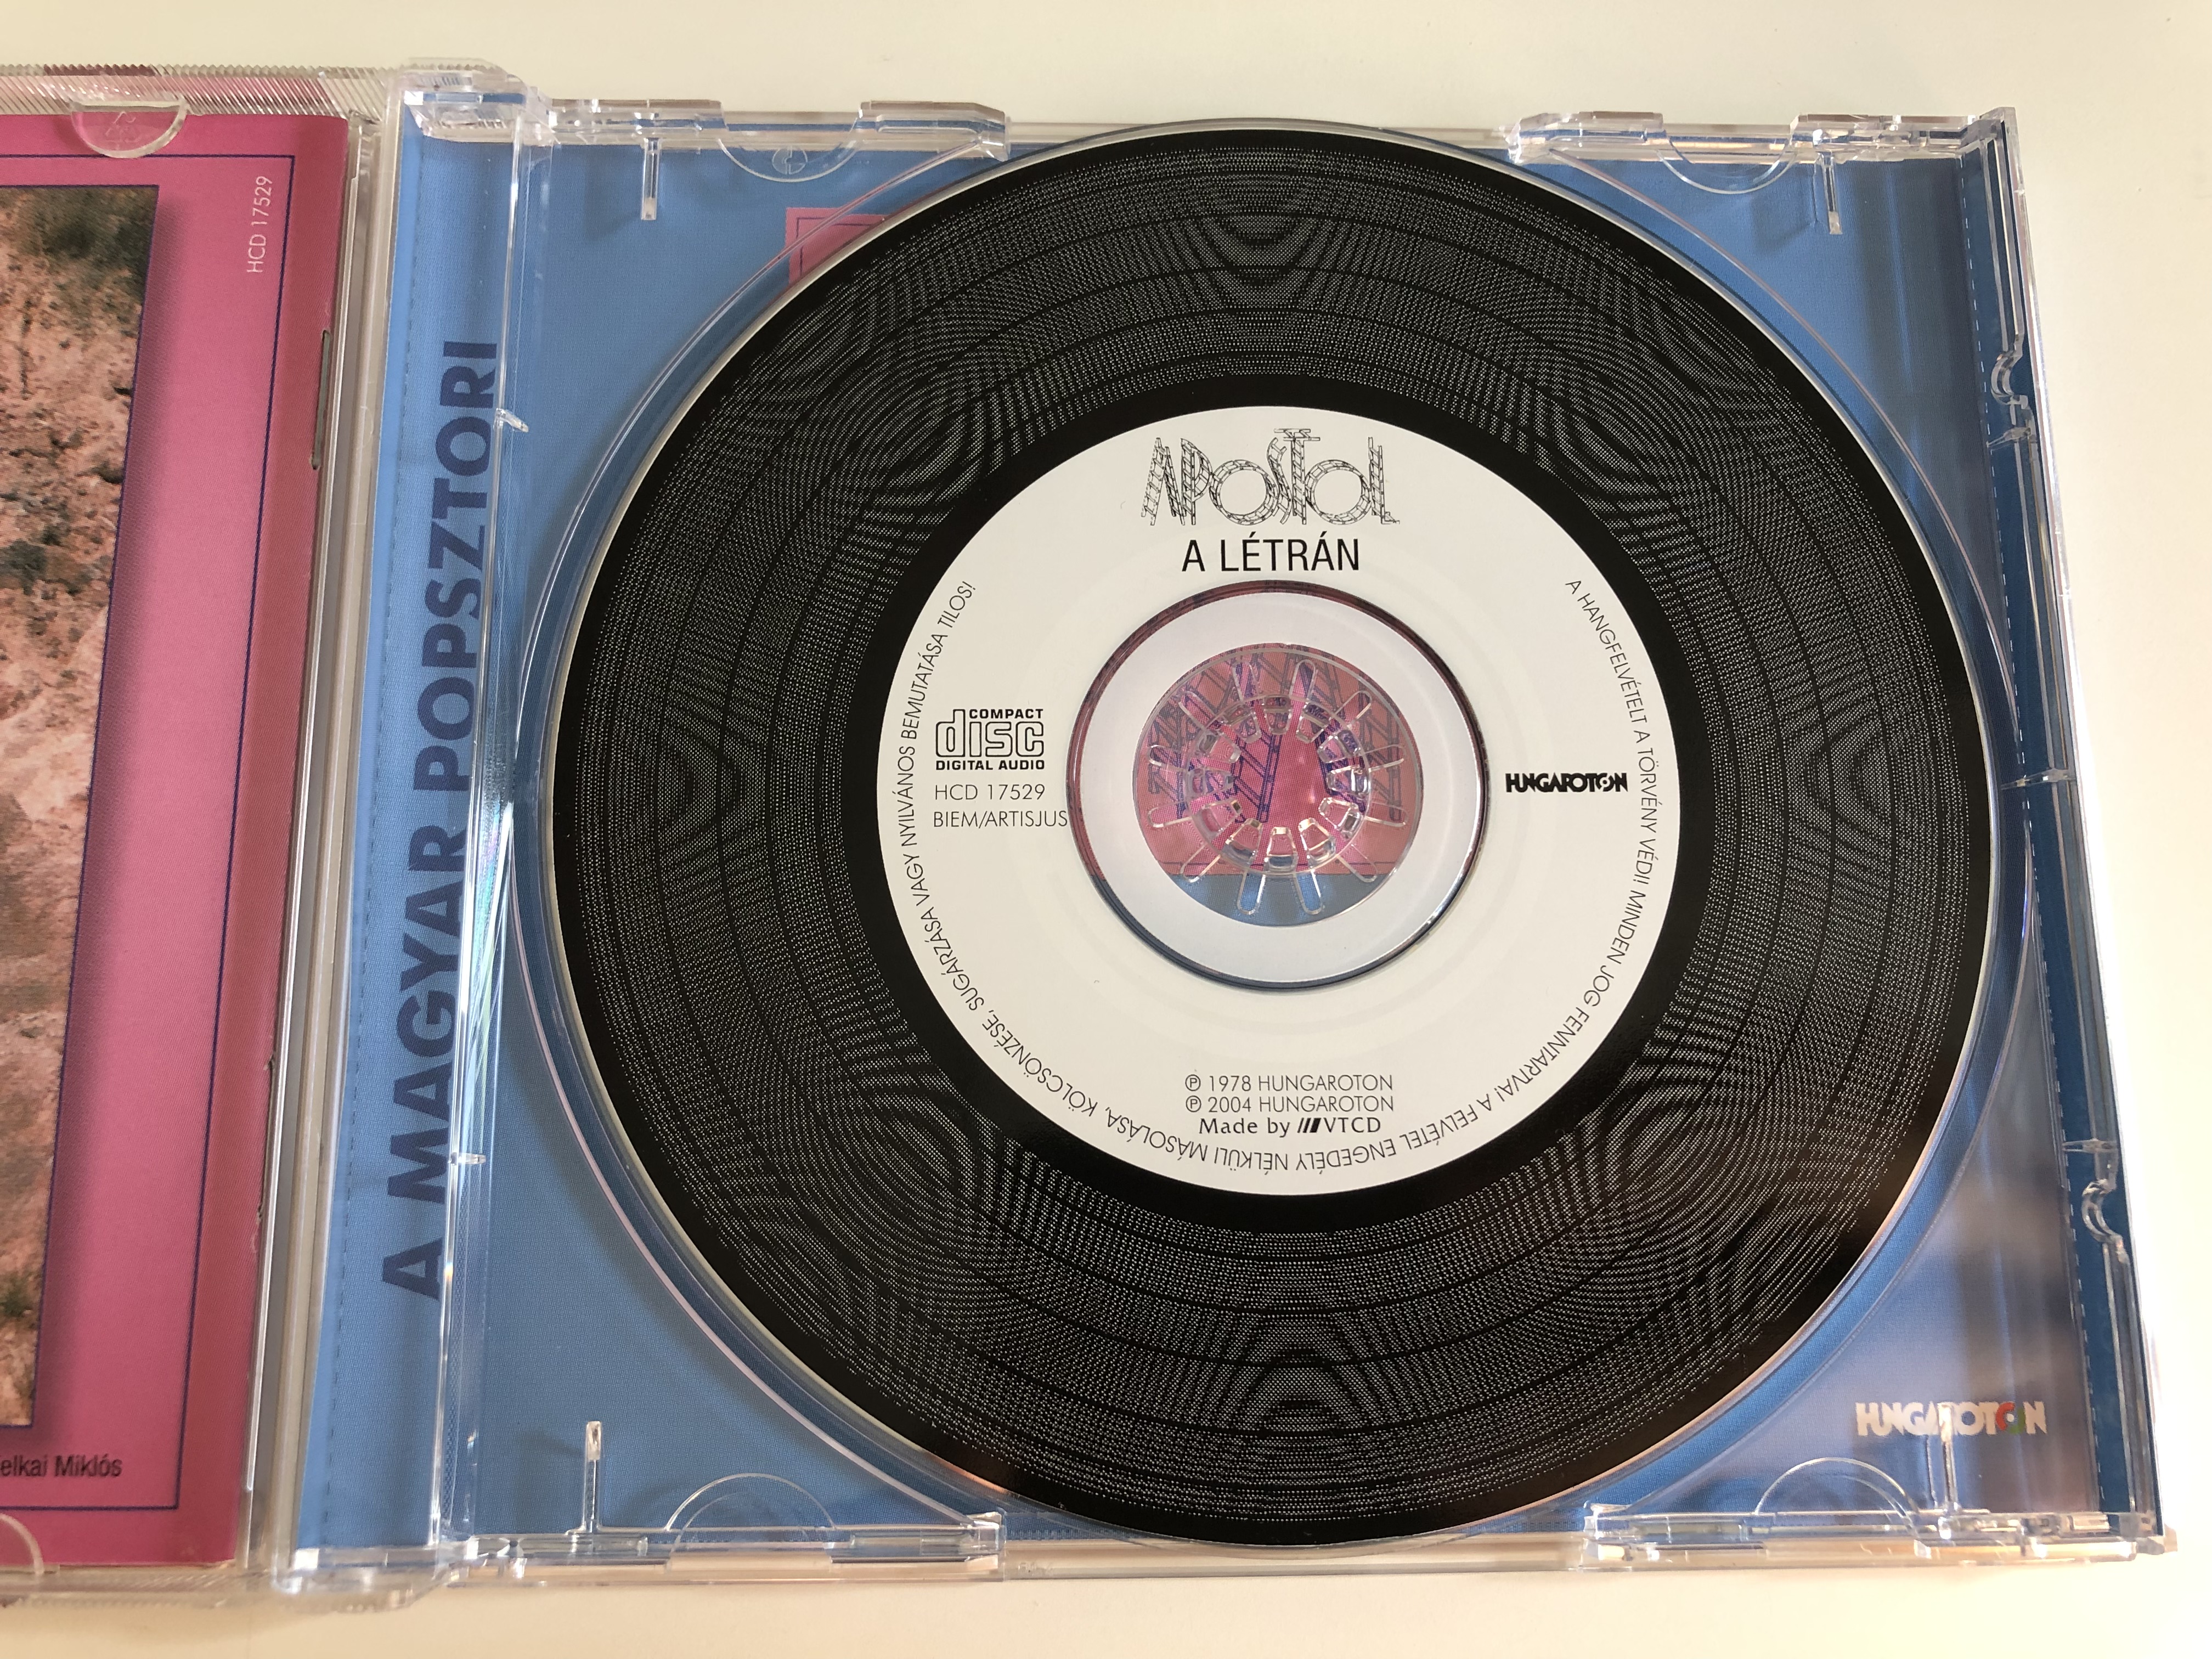 HCD 17529
elkai Miklós
A MAGYAR POPSZTORI
APOSTOL
A LÉTRÁN
COMPACT
disc
DIGITAL AUDIO
HCD 17529
BIEM/ARTISJUS
HUNGAROTON
A HANGFELVÉTELT A TÖRVÉNY VÉDI! MINDEN JOG FENNTARTVA! A FELVÉTEL ENGEDÉLY NÉLKÜLI MÁSOLÁSA, KÖLCSÖNZÉSE, SUGÁRZÁSA VAGY NYILVÁNOS BEMUTATÁSA TILOS!
℗ 1978 HUNGAROTON
℗ 2004 HUNGAROTON
Made by VTCD
HUNGAROTON